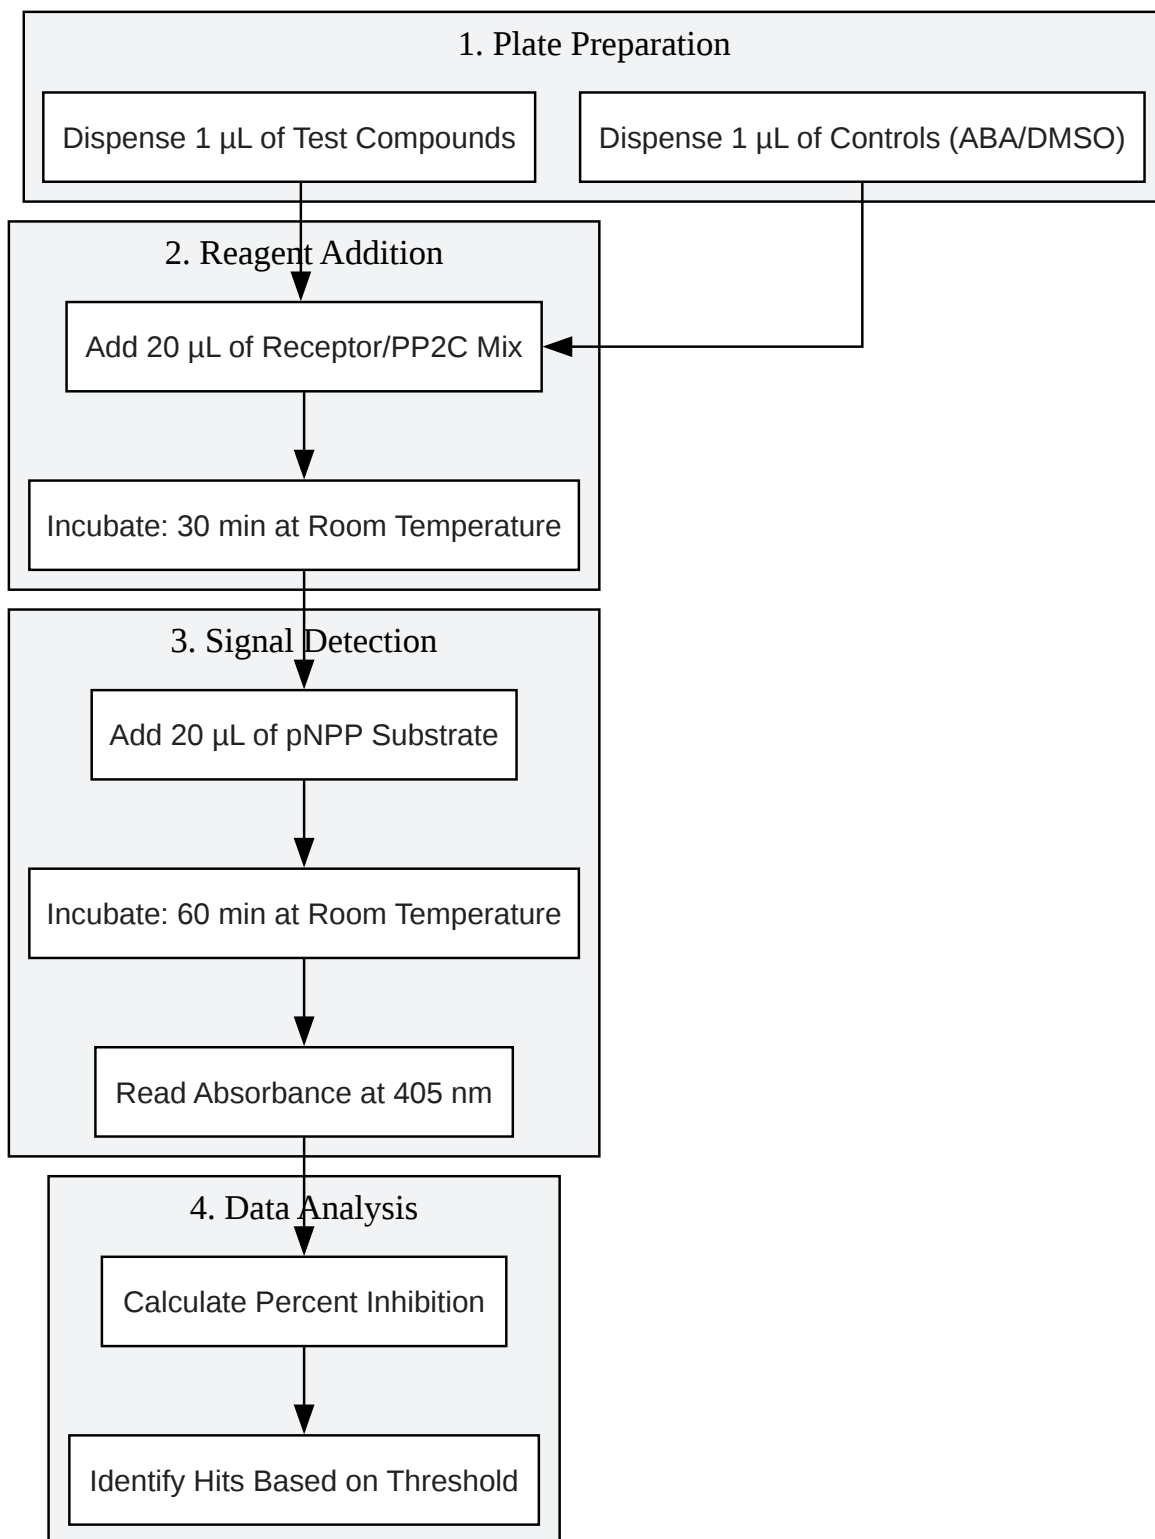 1. Plate Preparation
Dispense 1 µL of Test Compounds
Dispense 1 µL of Controls (ABA/DMSO)
2. Reagent Addition
Add 20 µL of Receptor/PP2C Mix
Incubate: 30 min at Room Temperature
3. Signal Detection
Add 20 µL of pNPP Substrate
Incubate: 60 min at Room Temperature
Read Absorbance at 405 nm
4. Data Analysis
Calculate Percent Inhibition
Identify Hits Based on Threshold